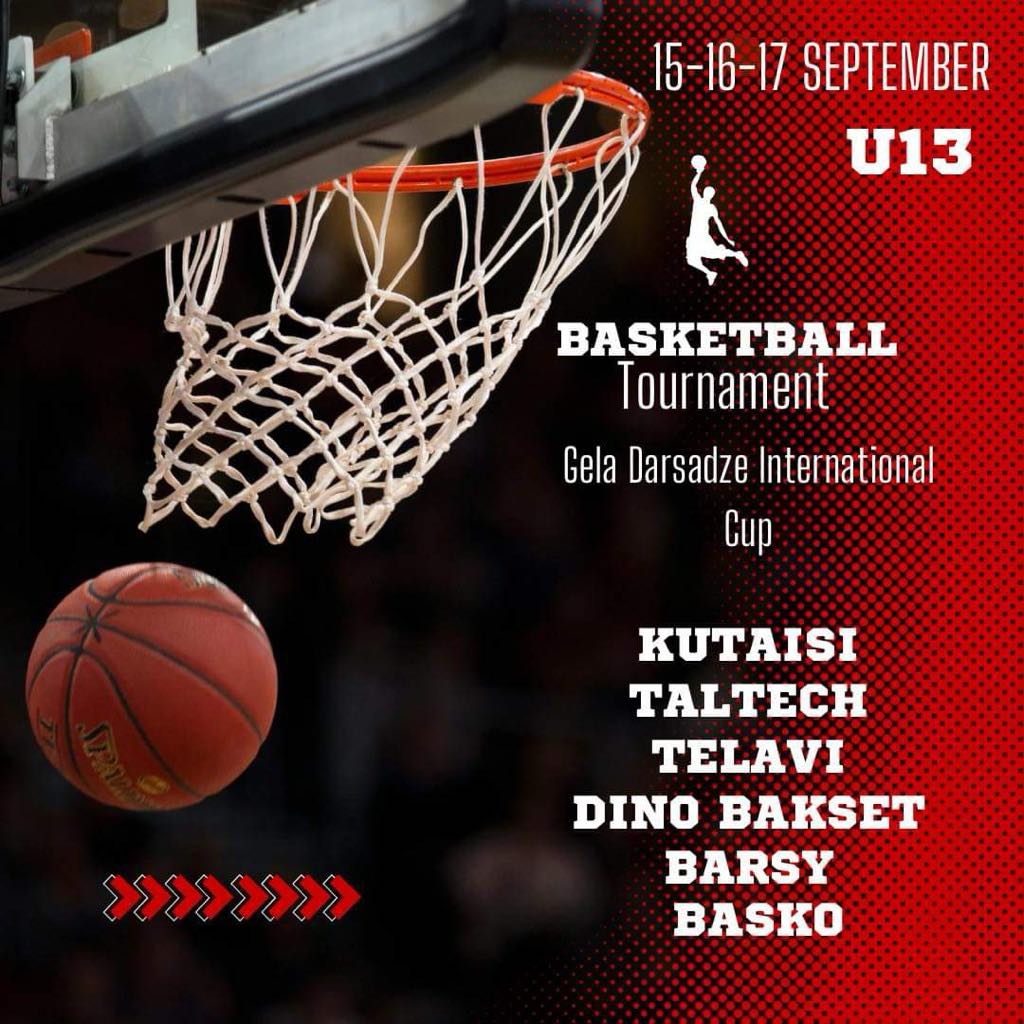 15-16-17 SEPTEMBER
U13
BASKETBALL
Tournament
Gela Darsadze International
Cup
KUTAISI
TALTECH
TELAVI
DINO BAKSET
BARSY
BASKO